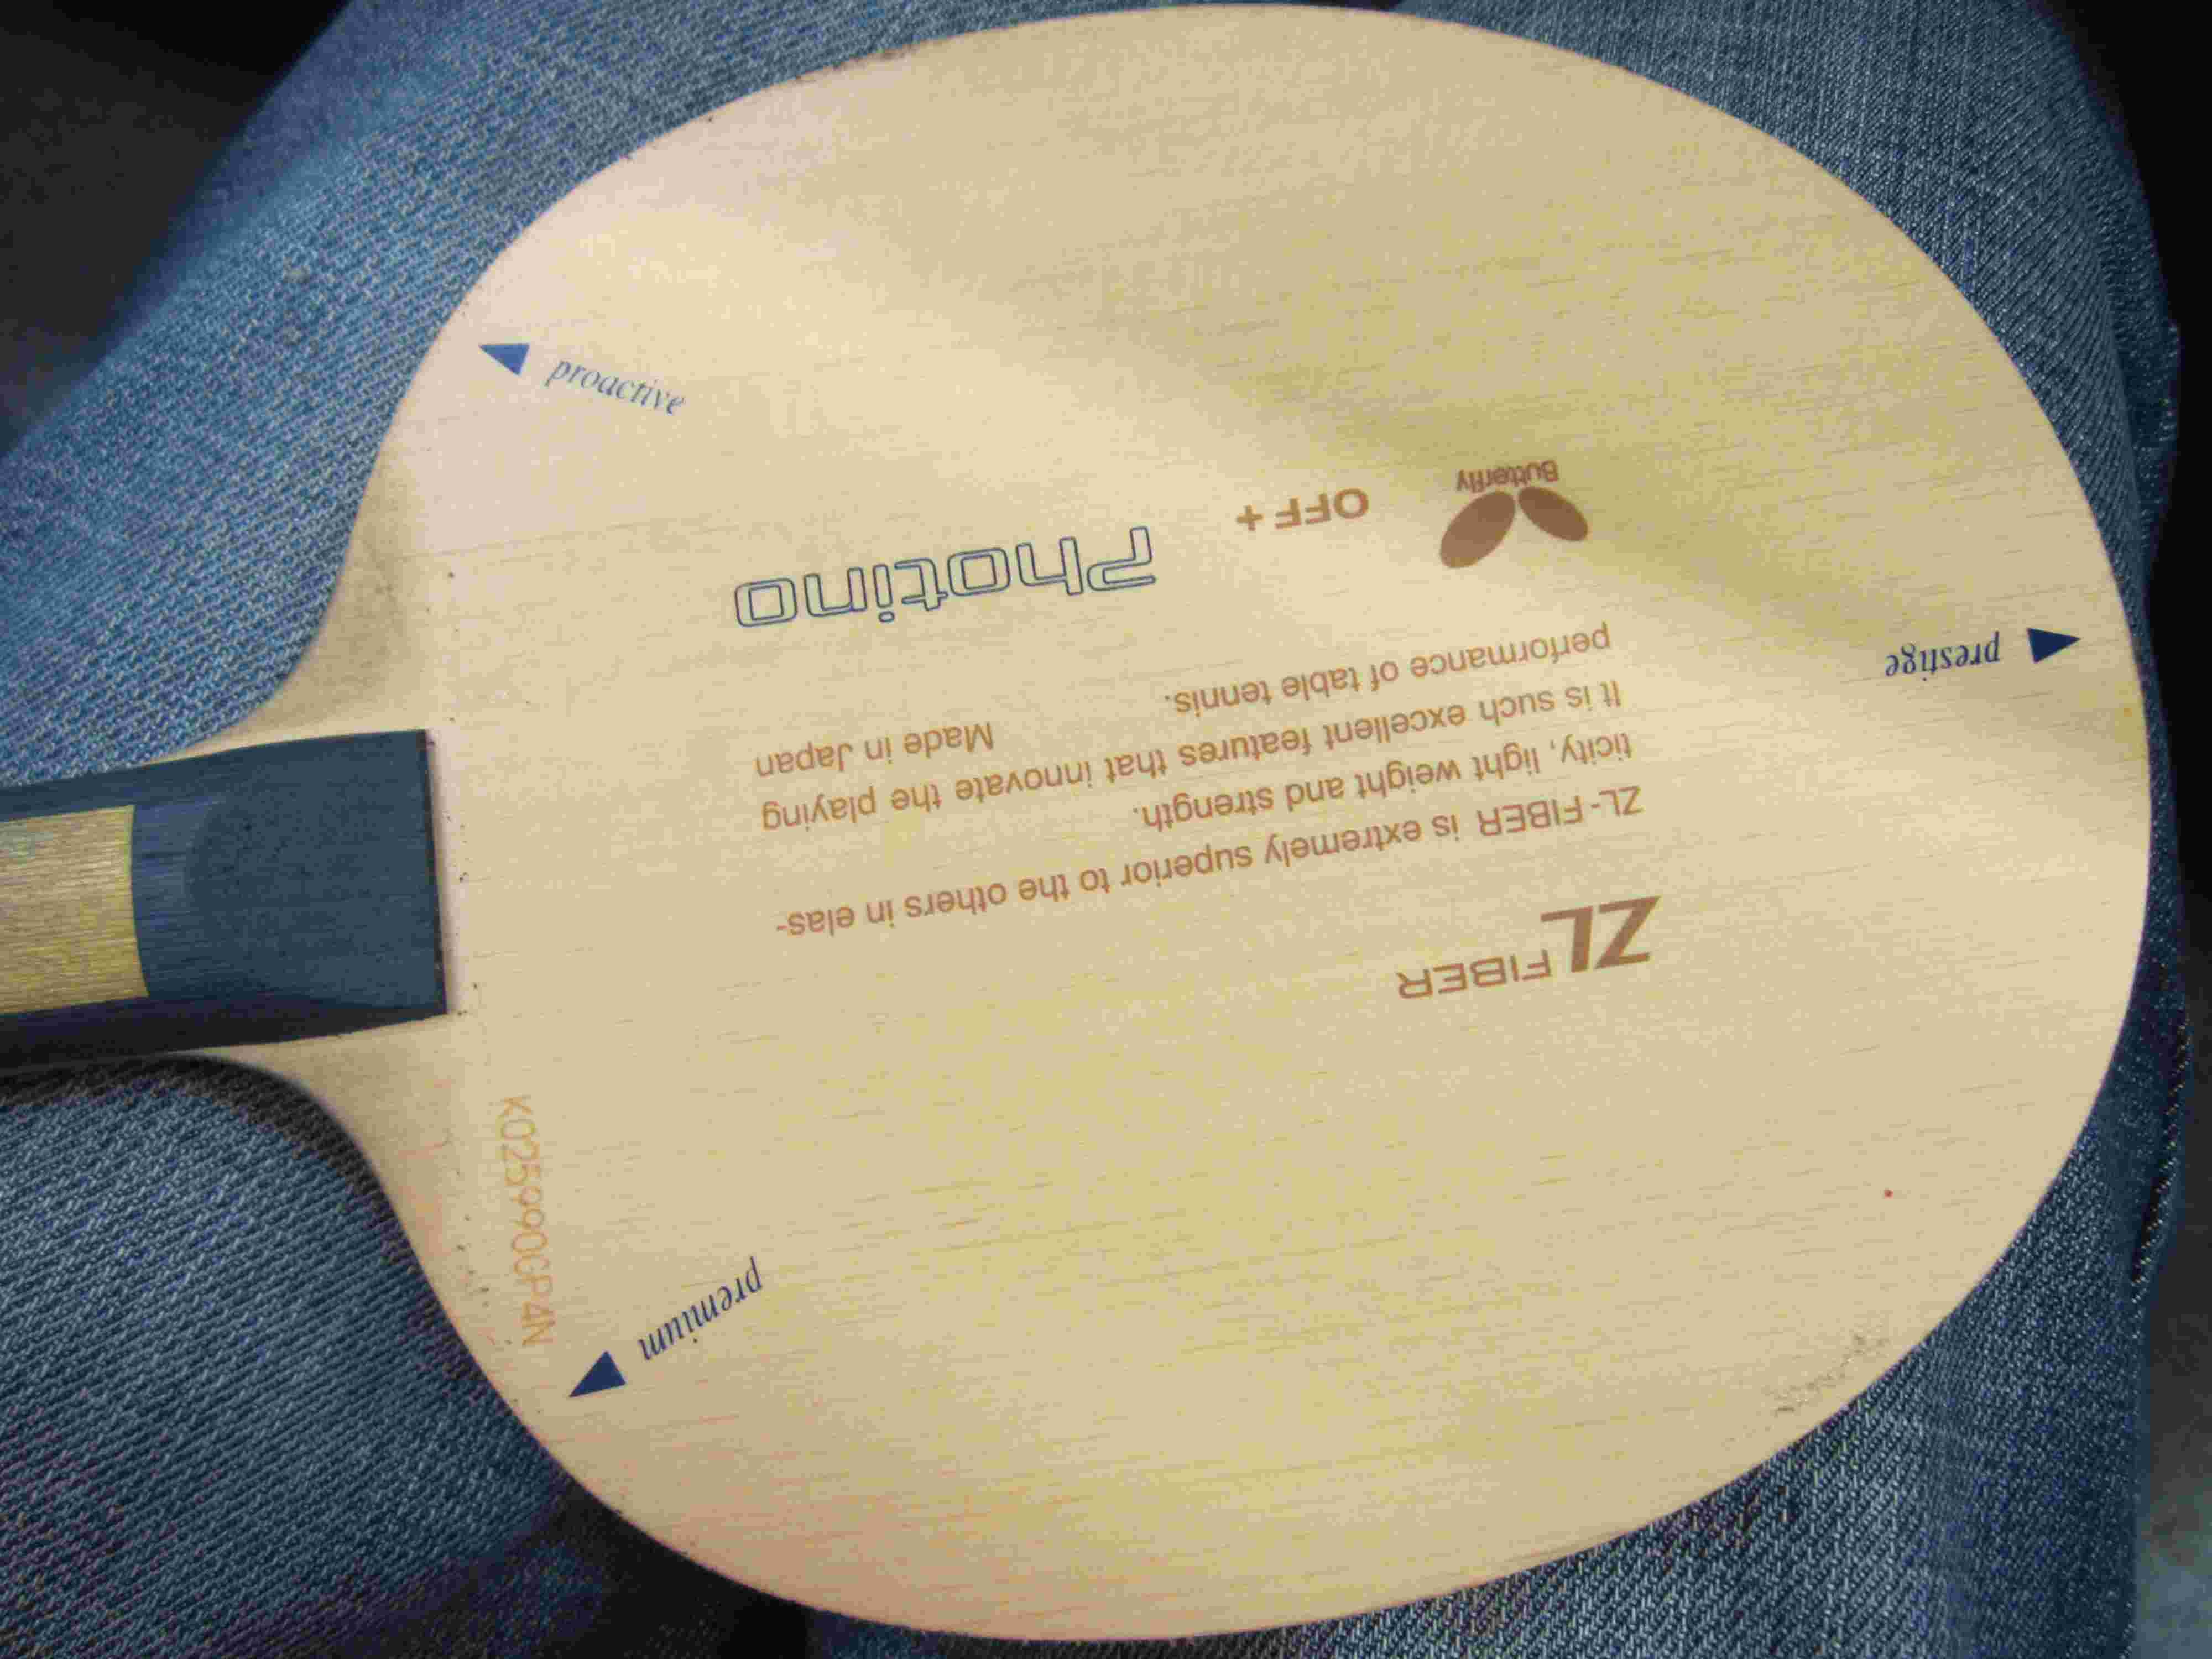 ZL FIBER
ZL-FIBER is extremely superior to the others in elas-
ticity, light weight and strength.
It is such excellent features that innovate the playing
performance of table tennis.
Made in Japan
Butterfly
OFF+
Photino
prestige
proactive
premium